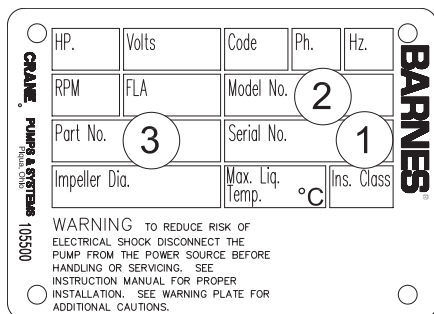 HP. Volts Code Ph. Hz.
RPM FLA Model No. 2
Part No. 3 Serial No. 1
Impeller Dia. Max. Liq. Temp. °C Ins. Class
WARNING TO REDUCE RISK OF
ELECTRICAL SHOCK DISCONNECT THE
PUMP FROM THE POWER SOURCE BEFORE
HANDLING OR SERVICING. SEE
INSTRUCTION MANUAL FOR PROPER
INSTALLATION. SEE WARNING PLATE FOR
ADDITIONAL CAUTIONS.
CRANE® PUMPS & SYSTEMS 105500
Piqua, Ohio
BARNES®